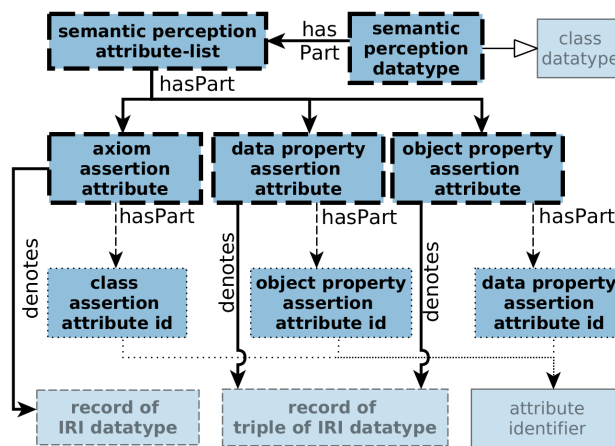 semantic perception
attribute-list
has
Part
semantic
perception
datatype
class
datatype
hasPart
axiom
assertion
attribute
data property
assertion
attribute
object property
assertion
attribute
hasPart
hasPart
hasPart
denotes
denotes
denotes
class
assertion
attribute id
object property
assertion
attribute id
data property
assertion
attribute id
record of
IRI datatype
record of
triple of IRI datatype
attribute
identifier